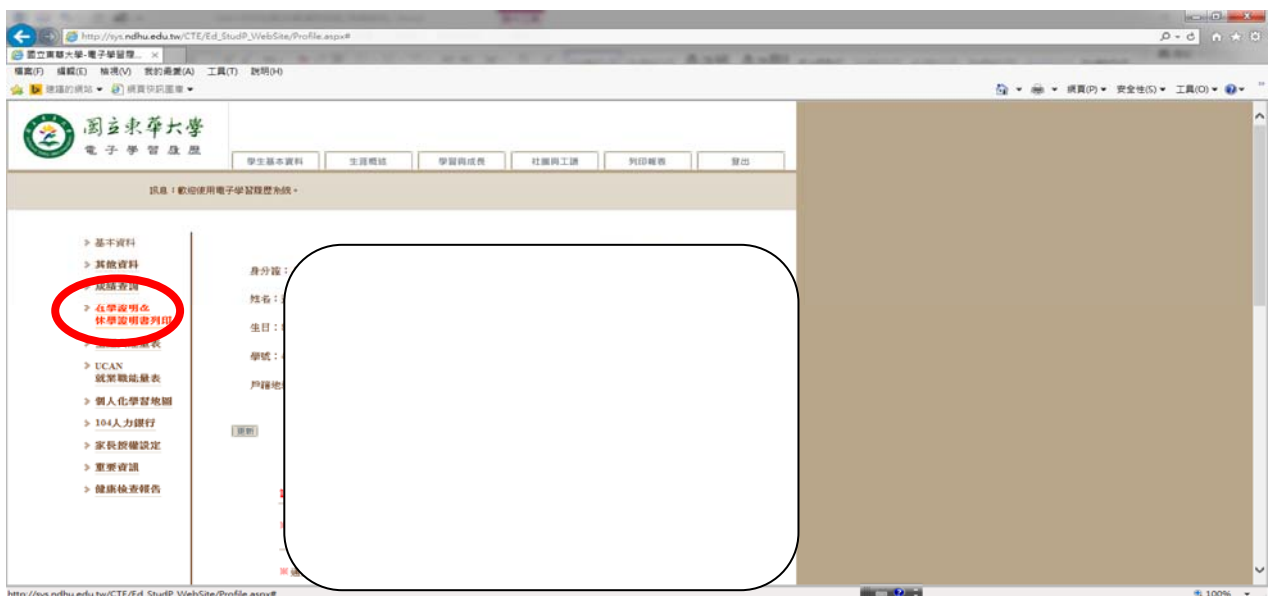 http://sys.ndhu.edu.tw/CTE/Ed_StudP_WebSite/Profile.aspx#
國立東華大學-電子學習履...
檔案(F) 編輯(E) 檢視(V) 我的最愛(A) 工具(T) 說明(H)
建議的網站 網頁快訊圖庫
網頁(P) 安全性(S) 工具(O)
國立東華大學
電子學習履歷
學生基本資料 生涯概述 學習與成長 社團與工讀 列印報表 登出
訊息：歡迎使用電子學習履歷系統。
基本資料
其他資料
成績查詢
在學證明&
休學證明書列印
UCAN
就業職能量表
個人化學習地圖
104人力銀行
家長授權設定
重要資訊
健康檢查報告
身分證：
姓名：
生日：
學號：
戶籍地
更新
http://sys.ndhu.edu.tw/CTE/Ed_StudP_WebSite/Profile.aspx#
100%